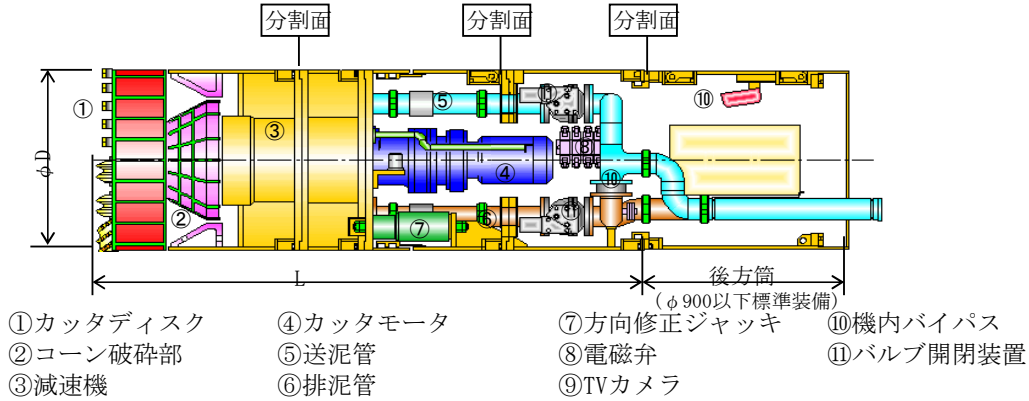 分割面 分割面 分割面
① ⑤ ⑪ ⑩
③
⑧
φD
④ ⑩
② ⑦ ⑥ ⑪
L 後方筒
(φ900以下標準装備)
①カッタディスク ④カッタモータ ⑦方向修正ジャッキ ⑩機内バイパス
②コーン破砕部 ⑤送泥管 ⑧電磁弁 ⑪バルブ開閉装置
③減速機 ⑥排泥管 ⑨TVカメラ